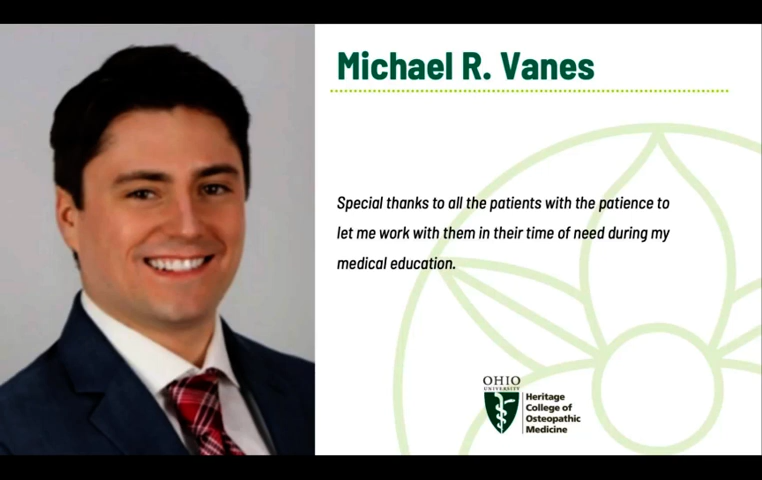 Michael R. Vanes
Special thanks to all the patients with the patience to
let me work with them in their time of need during my
medical education.
OHIO
UNIVERSITY
Heritage
College of
Osteopathic
Medicine